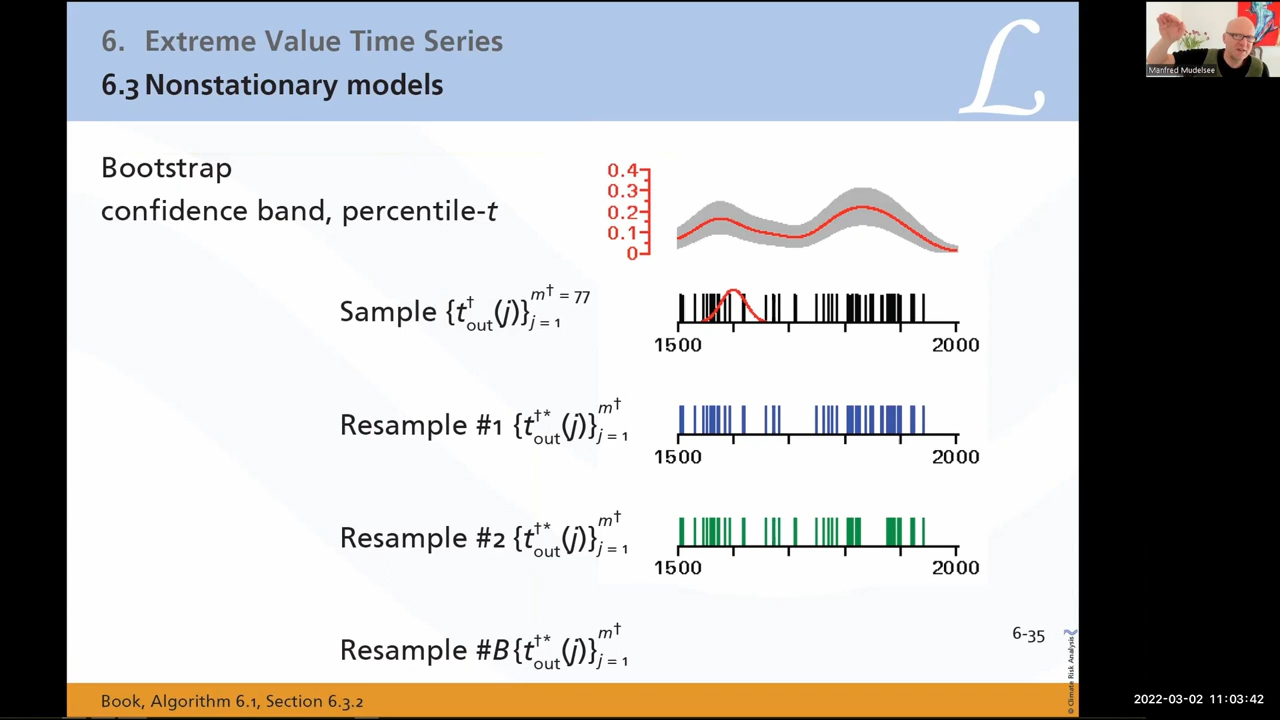 6. Extreme Value Time Series
6.3 Nonstationary models
ℒ
Manfred Mudelsee
Bootstrap
confidence band, percentile-t
0.4
0.3
0.2
0.1
0
Sample {t†out(j)}m† = 77 j = 1
1500 2000
Resample #1 {t†*out(j)}m† j = 1
1500 2000
Resample #2 {t†*out(j)}m† j = 1
1500 2000
Resample #B {t†*out(j)}m† j = 1
6-35
© Climate Risk Analysis
Book, Algorithm 6.1, Section 6.3.2
2022-03-02 11:03:42